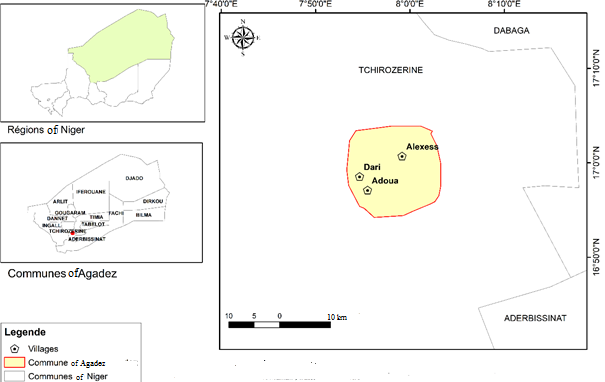 7°40'0"E 7°50'0"E 8°0'0"E 8°10'0"E
N
W E
S
DABAGA
TCHIROZERINE
17°10'0"N
Alexess
Dari
Adoua
17°0'0"N
16°50'0"N
ADERBISSINAT
10 5 0 10 km
Régions of Niger
DJADO
IFEROUANE
ARLIT
DIRKOU
GOUGARAM
DANNET
TIMIA
FACHI
BILMA
INGALL
TABELOT
TCHIROZERINE
ADERBISSINAT
Communes of Agadez
Legende
Villages
Commune of Agadez
Communes of Niger